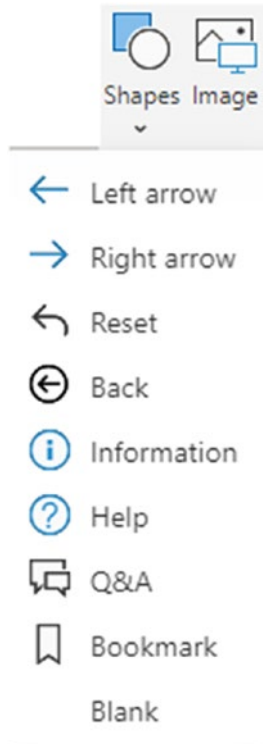 Shapes Image
Left arrow
Right arrow
Reset
Back
Information
Help
Q&A
Bookmark
Blank